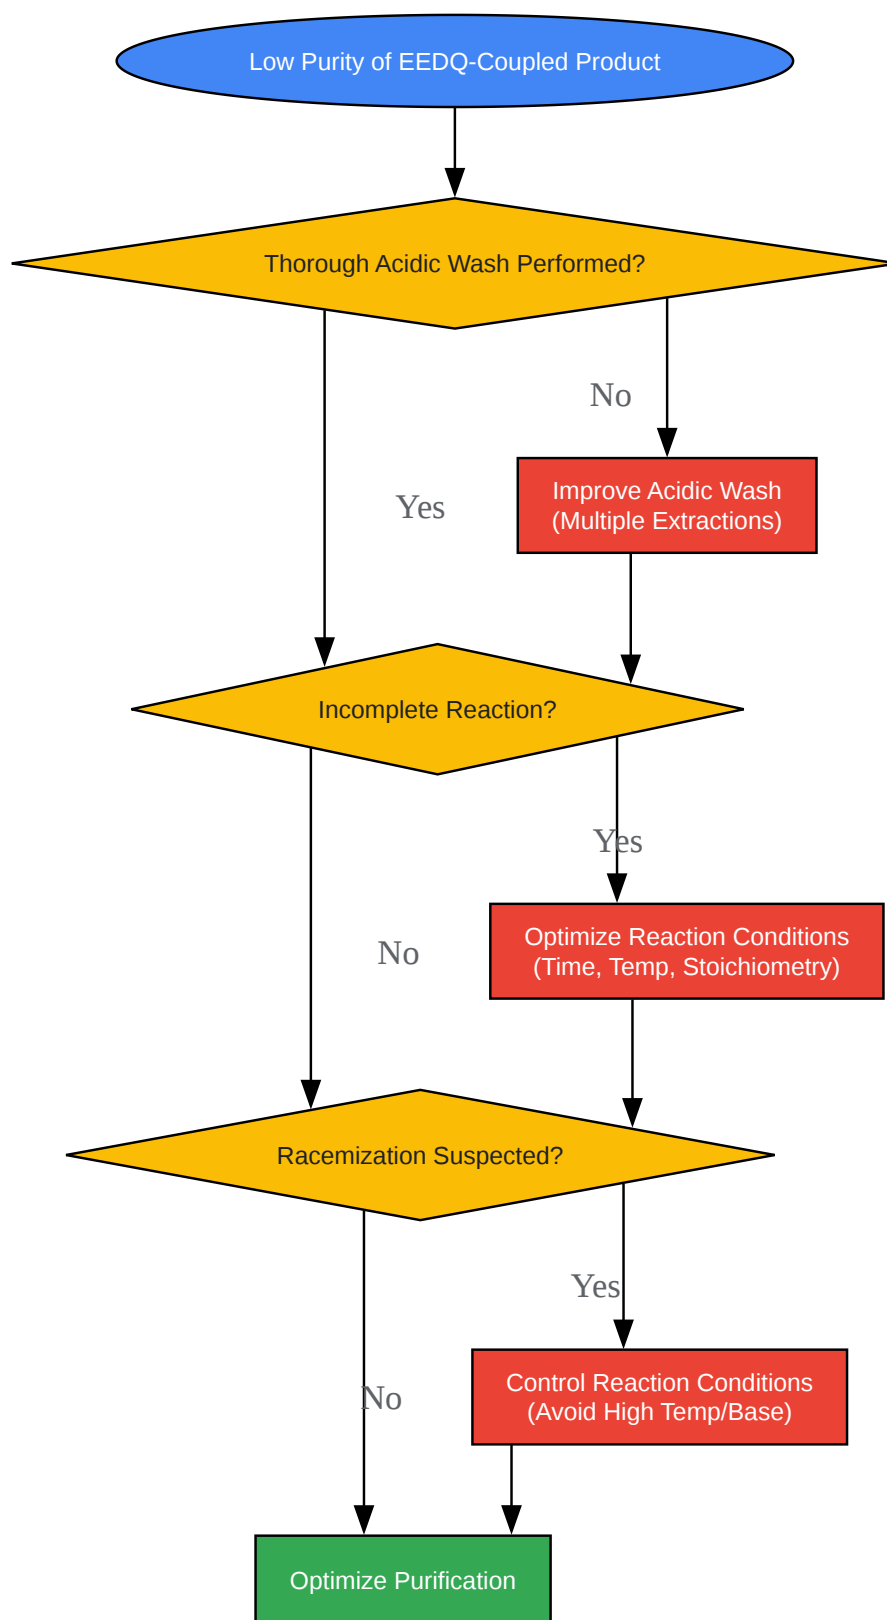 Low Purity of EEDQ-Coupled Product
Thorough Acidic Wash Performed?
No
Improve Acidic Wash
(Multiple Extractions)
Yes
Incomplete Reaction?
Yes
Optimize Reaction Conditions
(Time, Temp, Stoichiometry)
No
Racemization Suspected?
Yes
Control Reaction Conditions
(Avoid High Temp/Base)
No
Optimize Purification